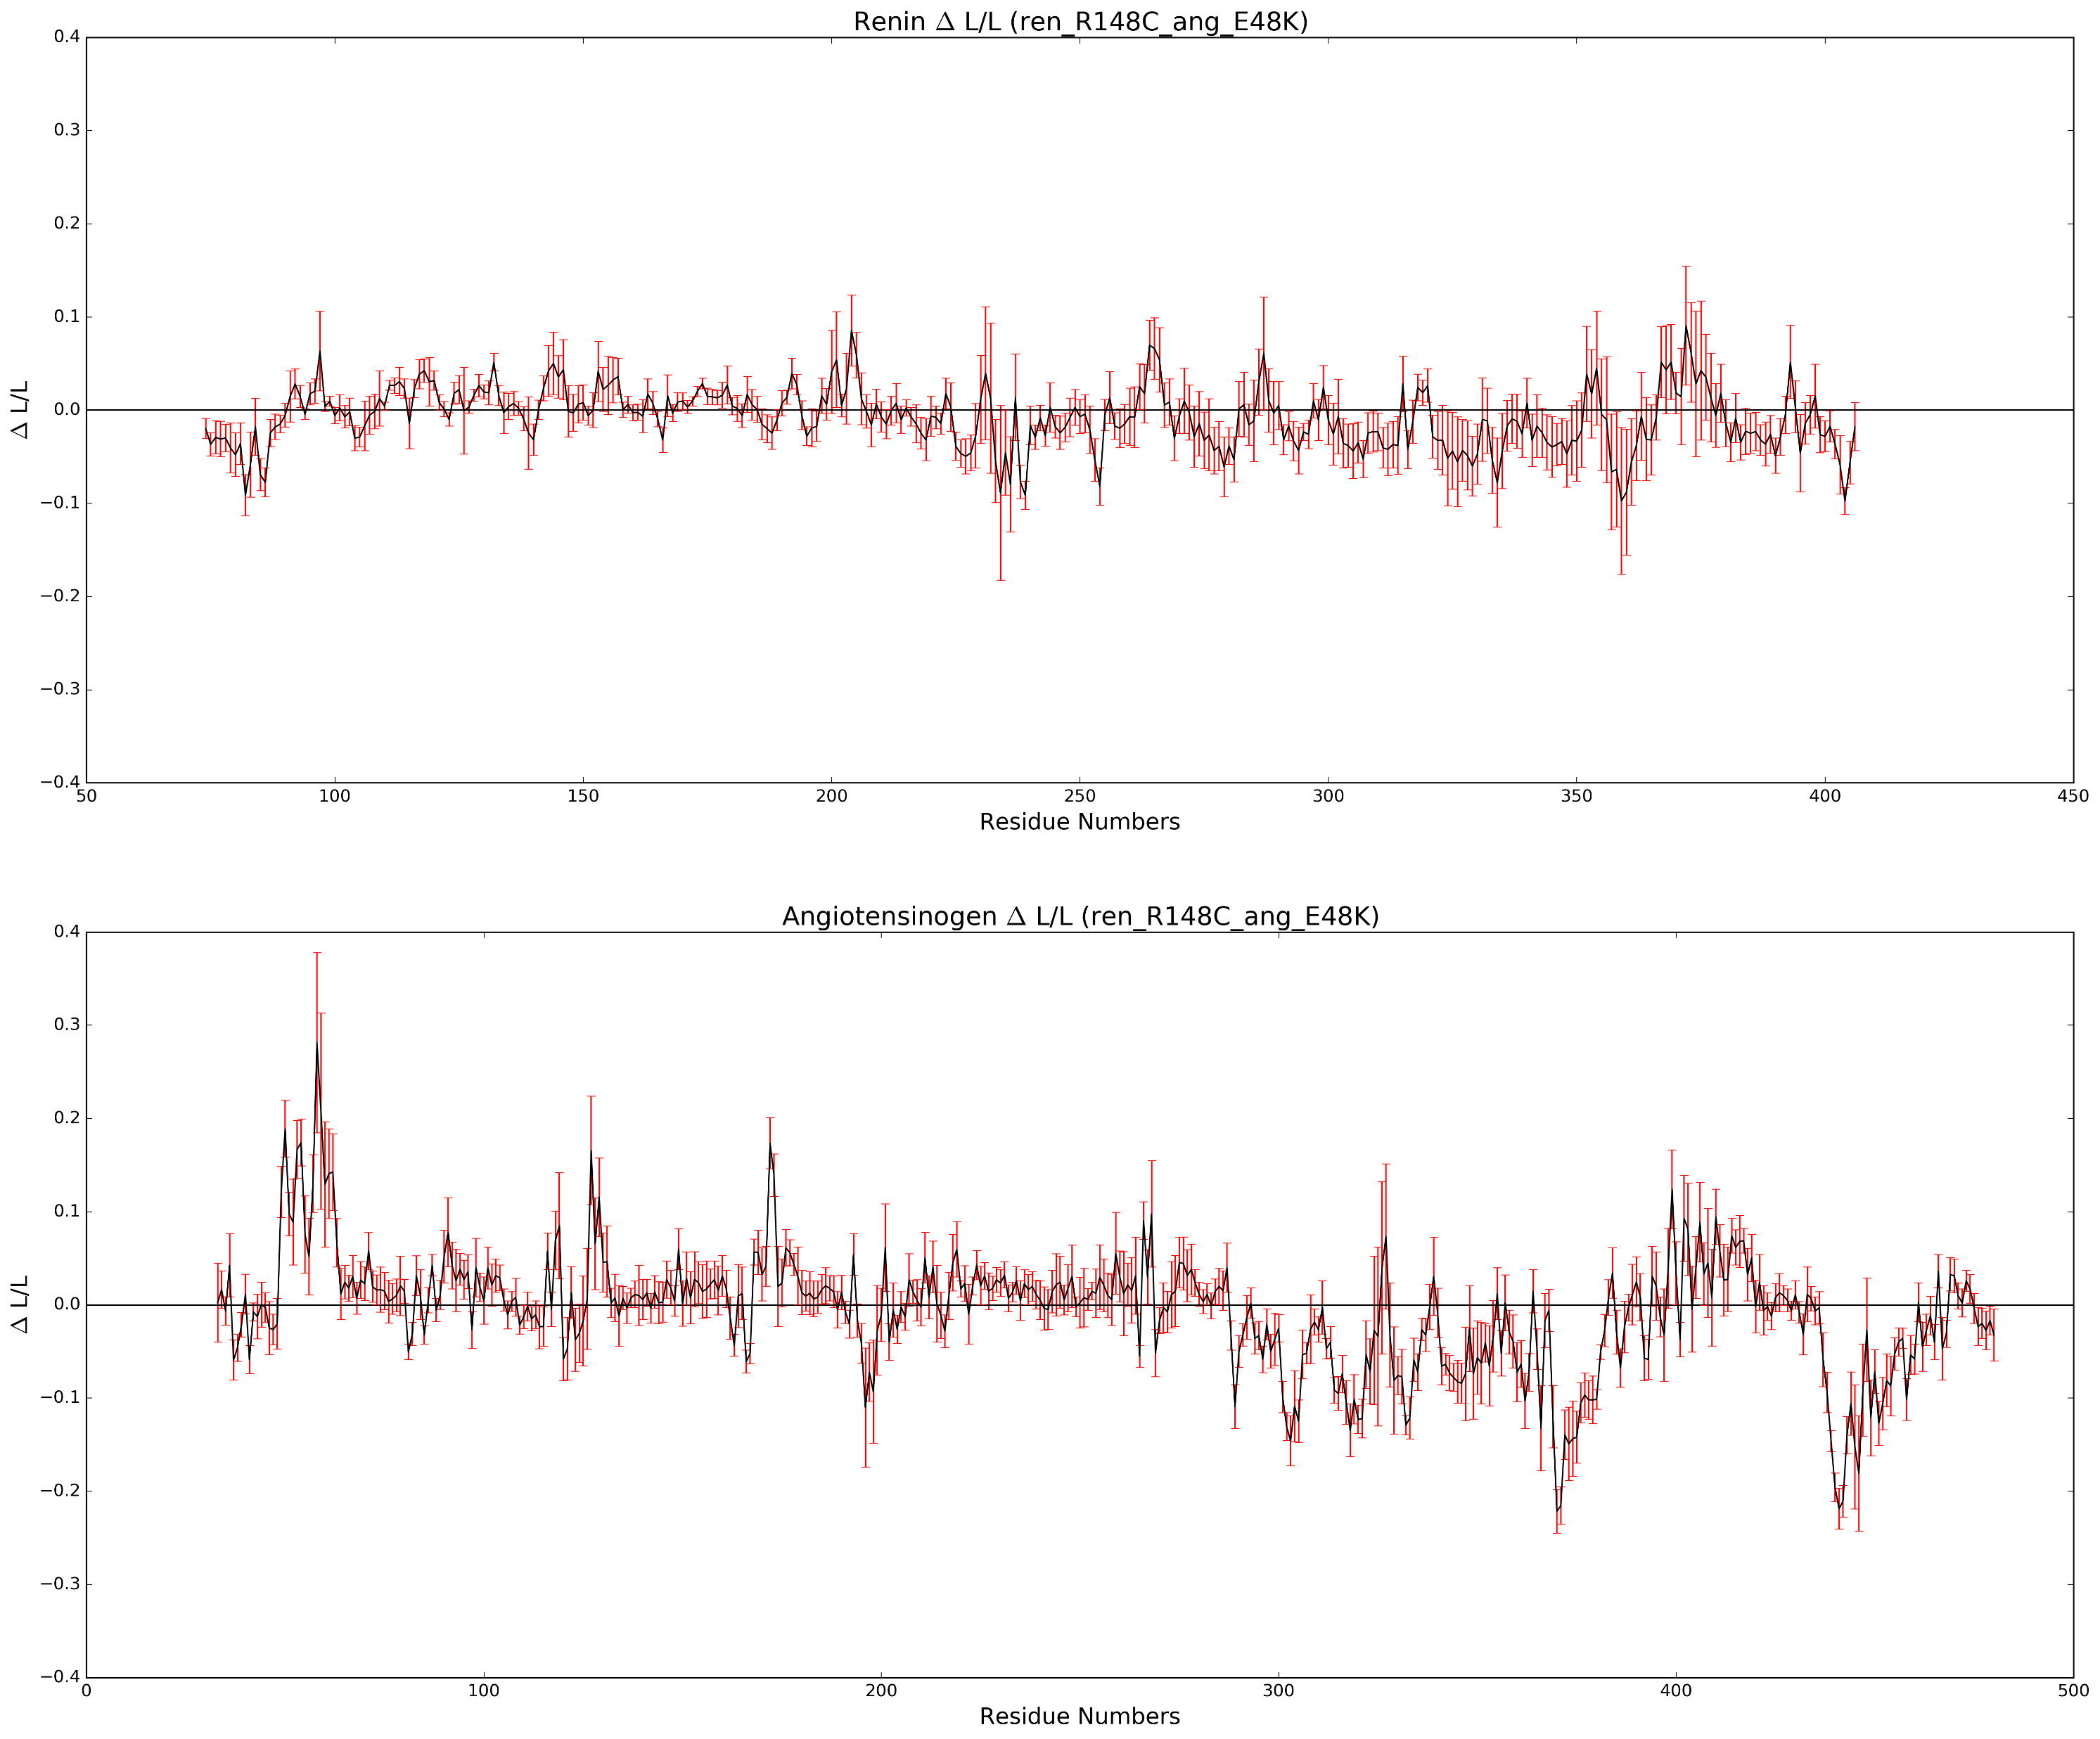 Renin Δ L/L (ren_R148C_ang_E48K)
0.4
0.3
0.2
0.1
0.0
−0.1
−0.2
−0.3
−0.4
Δ L/L
50 100 150 200 250 300 350 400 450
Residue Numbers
Angiotensinogen Δ L/L (ren_R148C_ang_E48K)
0.4
0.3
0.2
0.1
0.0
−0.1
−0.2
−0.3
−0.4
Δ L/L
0 100 200 300 400 500
Residue Numbers